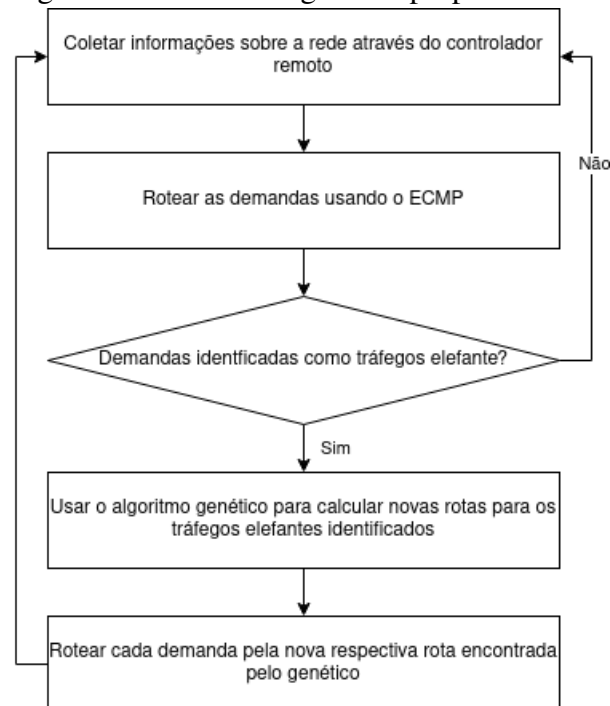 Coletar informações sobre a rede através do controlador
remoto
Não
Rotear as demandas usando o ECMP
Demandas identficadas como tráfegos elefante?
Sim
Usar o algoritmo genético para calcular novas rotas para os
tráfegos elefantes identificados
Rotear cada demanda pela nova respectiva rota encontrada
pelo genético